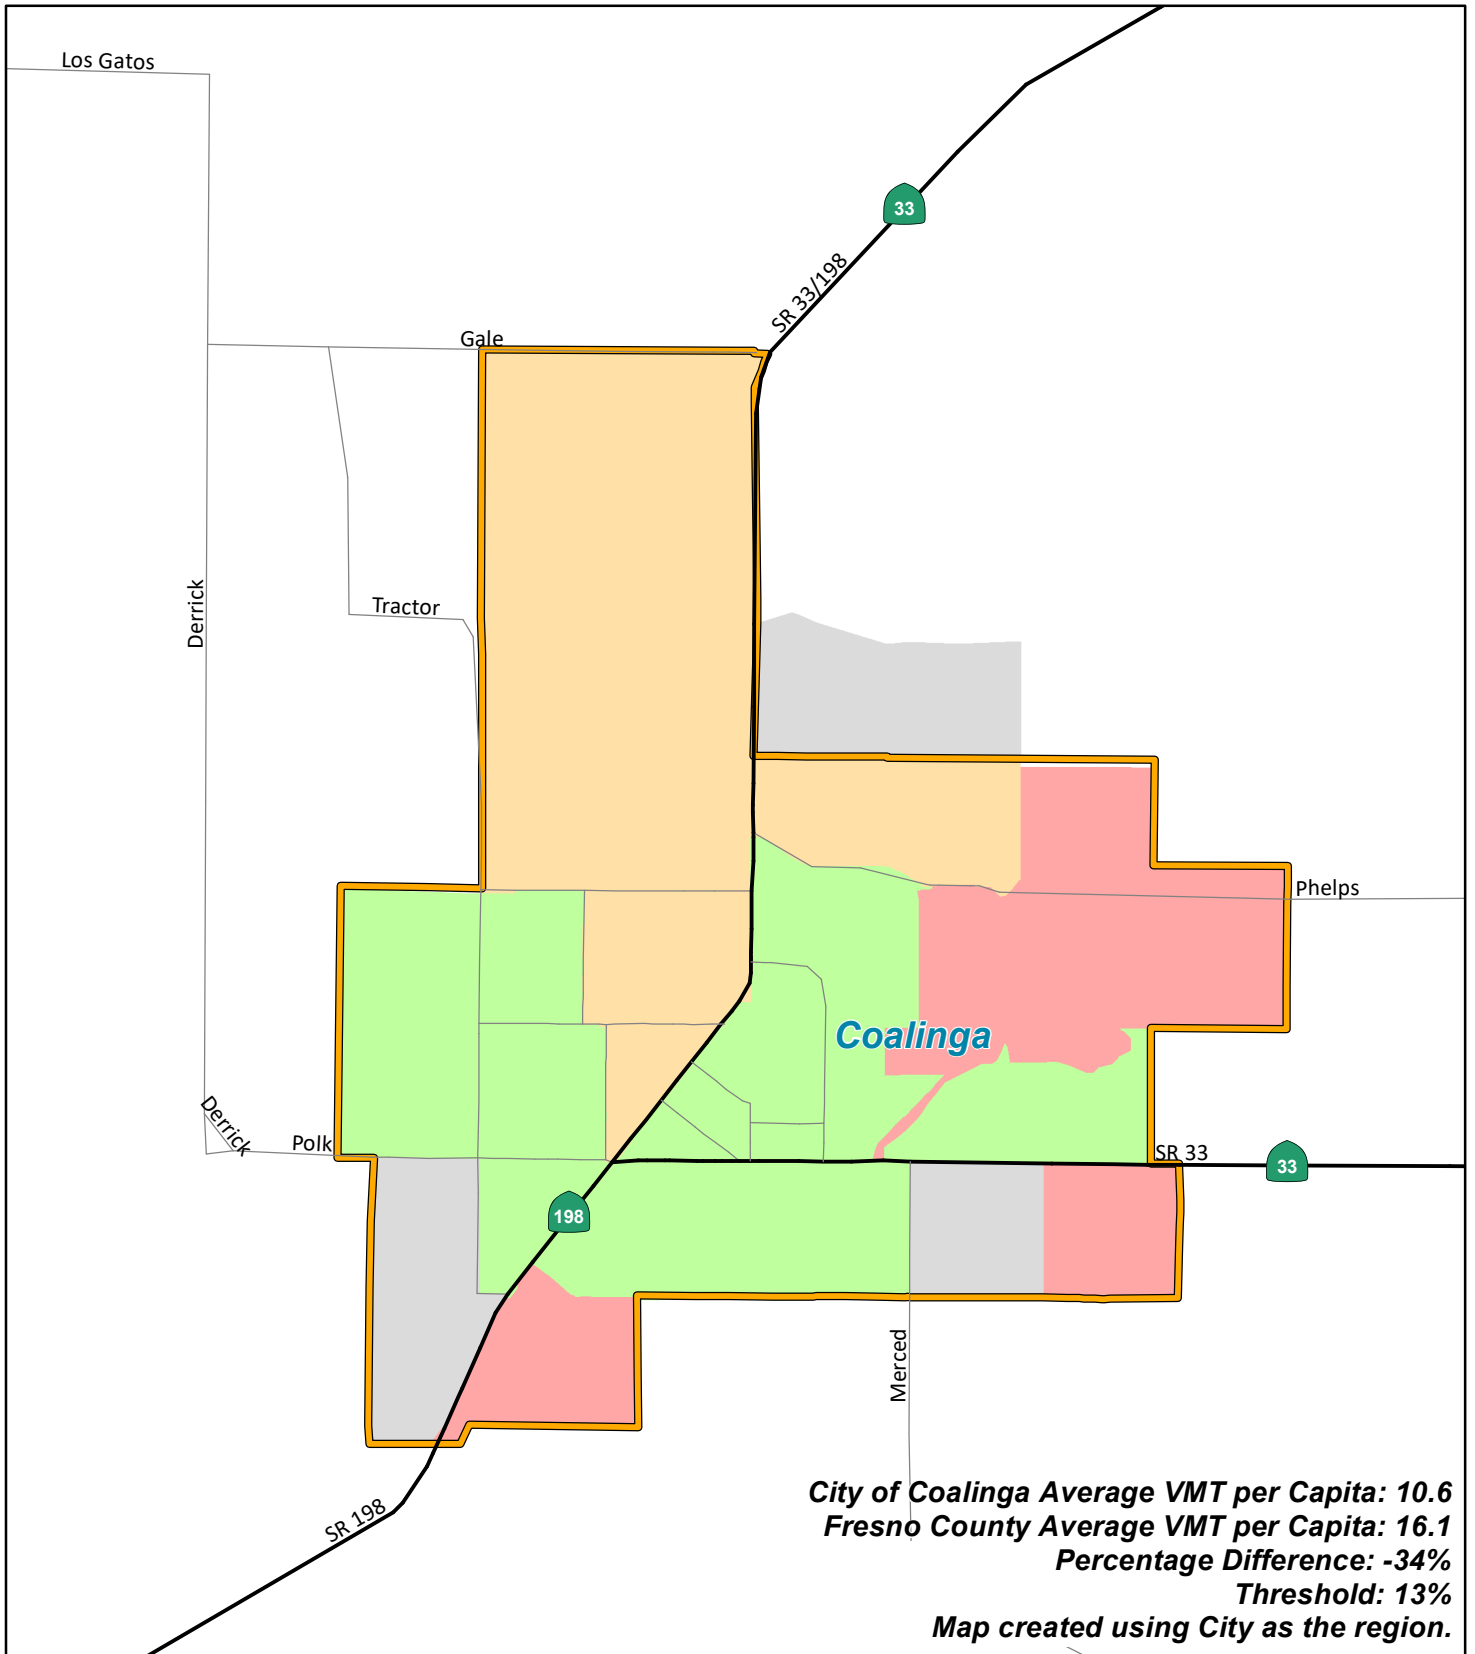 Los Gatos
33
SR 33/198
Gale
Derrick
Tractor
Phelps
Coalinga
Derrick
Polk
SR 33
33
198
Merced
SR 198
City of Coalinga Average VMT per Capita: 10.6
Fresno County Average VMT per Capita: 16.1
Percentage Difference: -34%
Threshold: 13%
Map created using City as the region.